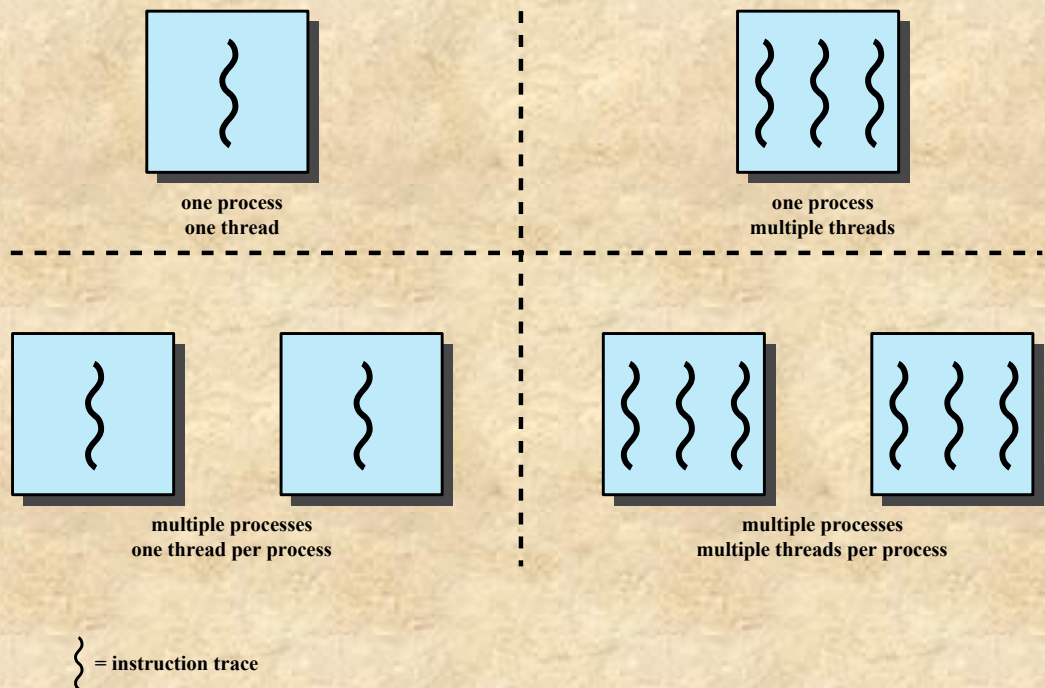 one process
one thread
one process
multiple threads
multiple processes
one thread per process
multiple processes
multiple threads per process
= instruction trace